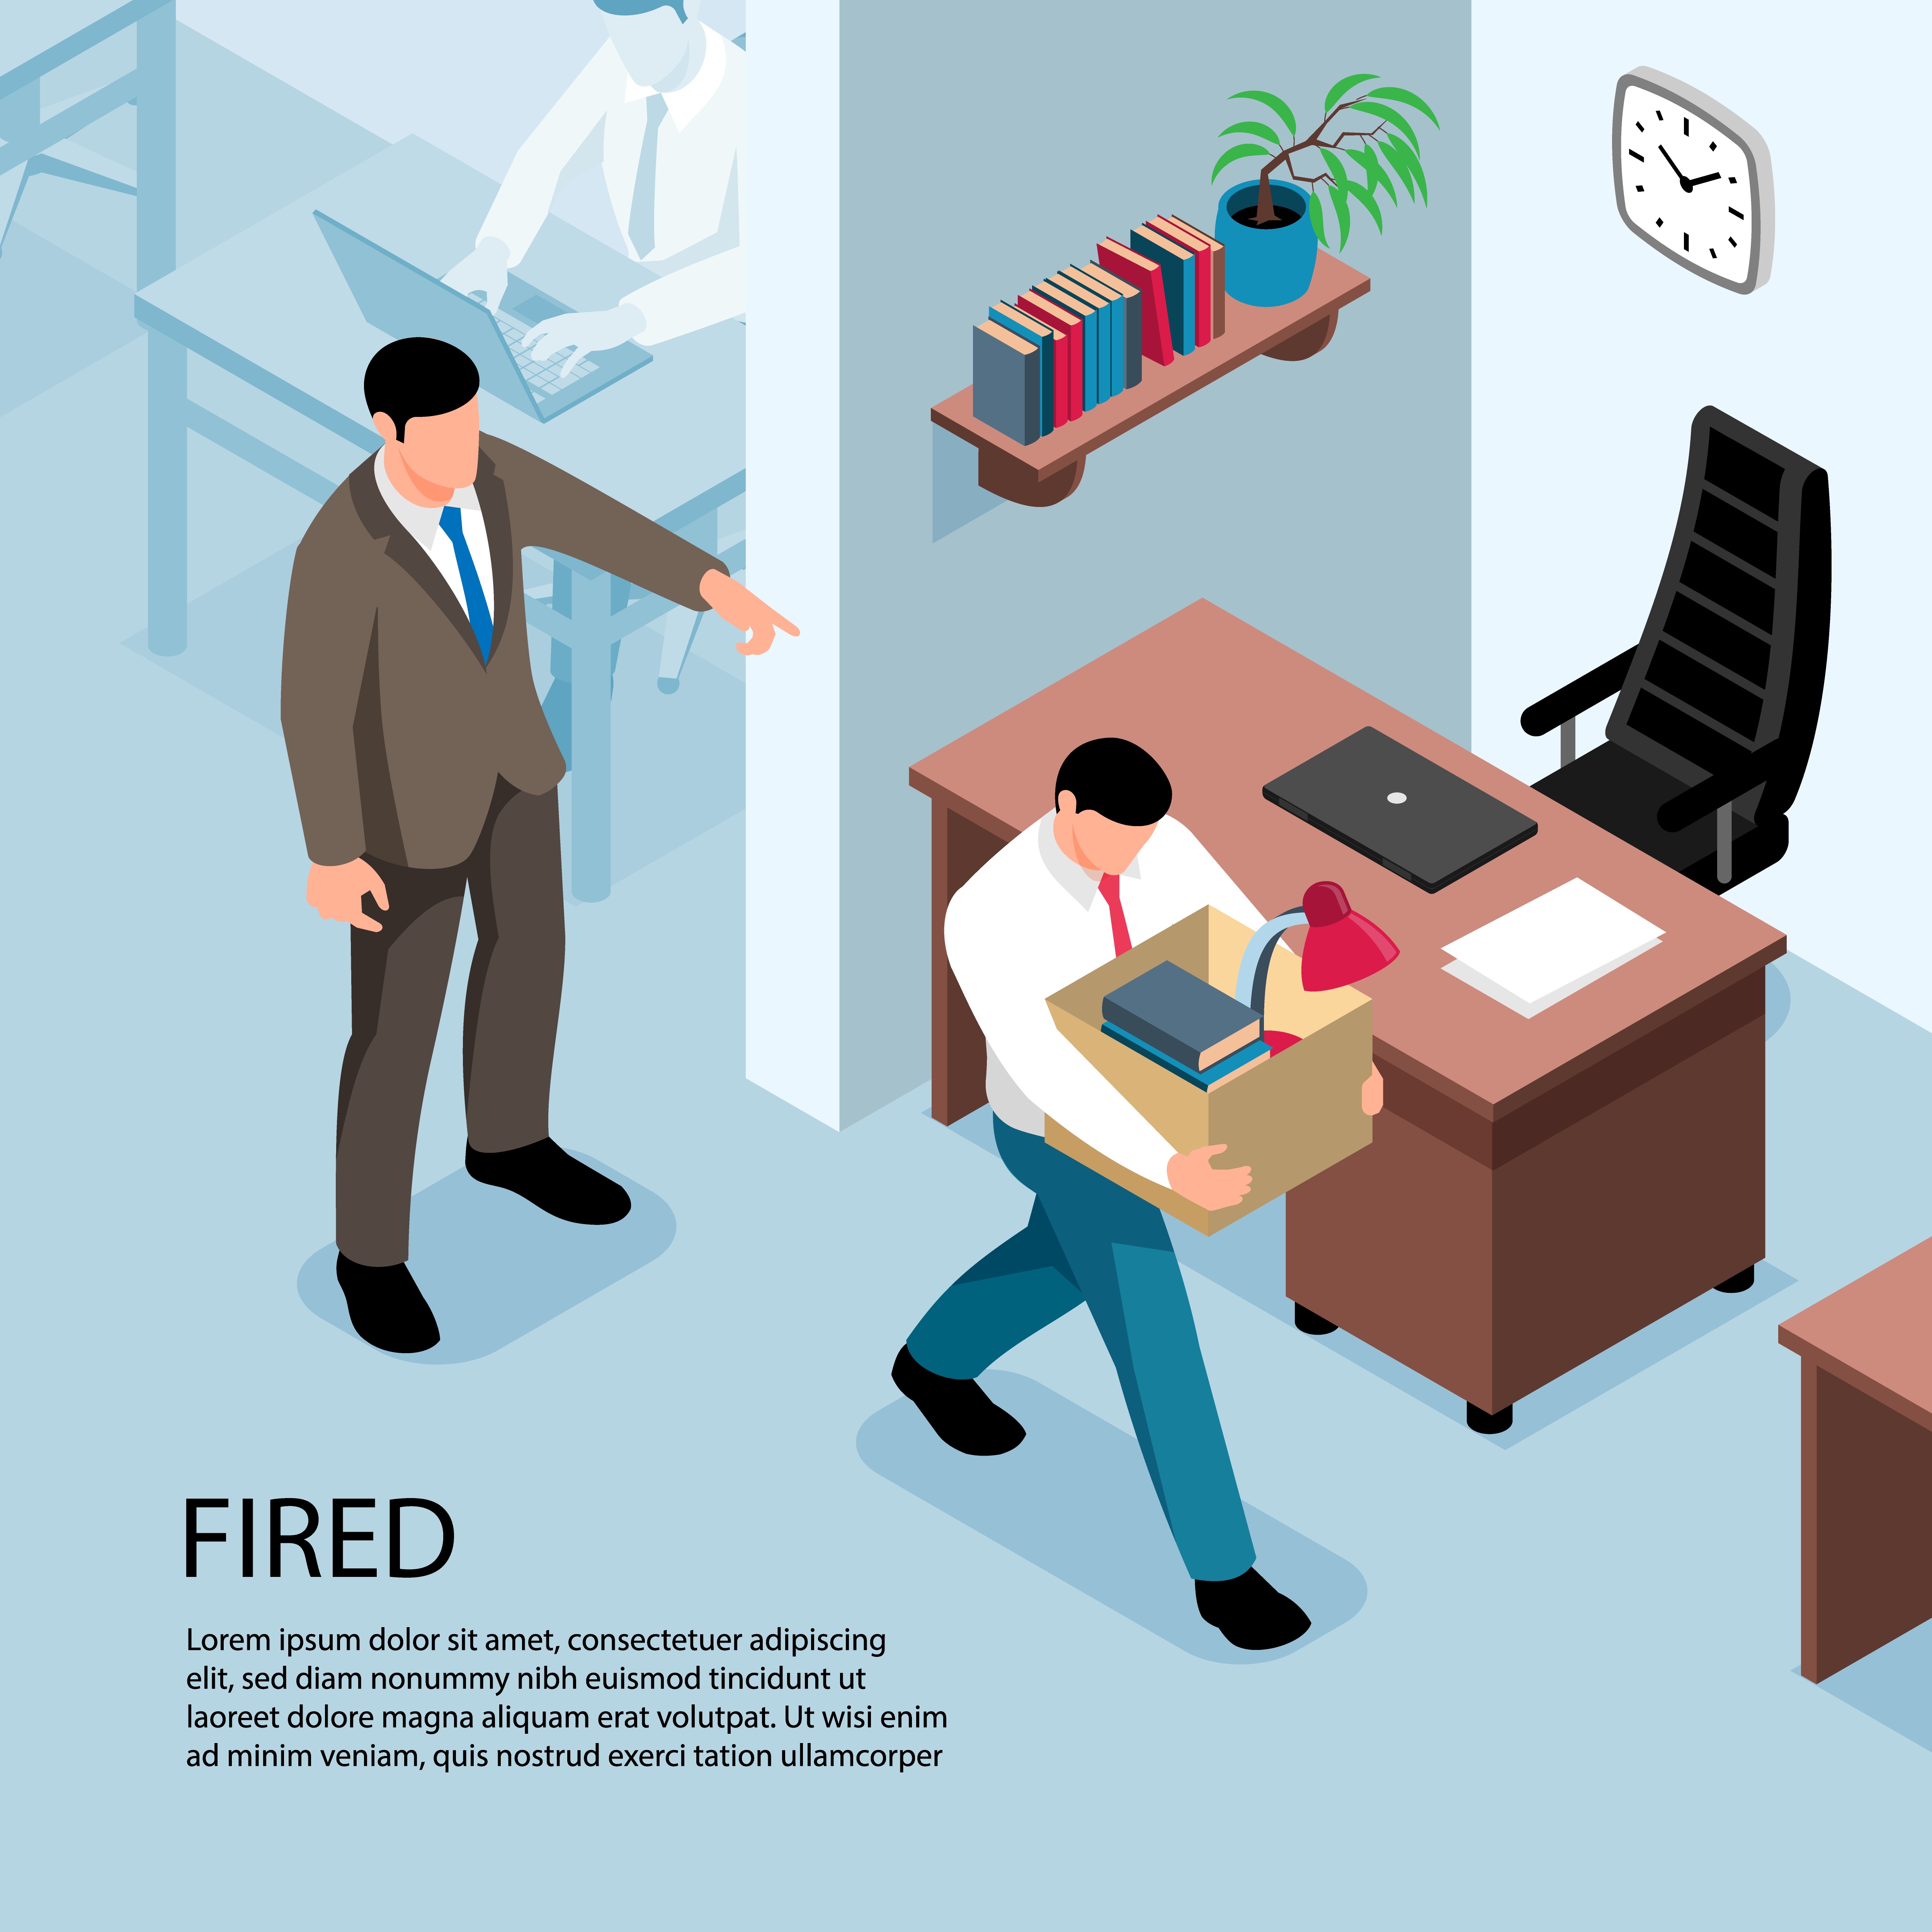 FIRED
Lorem ipsum dolor sit amet, consectetuer adipiscing
elit, sed diam nonummy nibh euismod tincidunt ut
laoreet dolore magna aliquam erat volutpat. Ut wisi enim
ad minim veniam, quis nostrud exerci tation ullamcorper